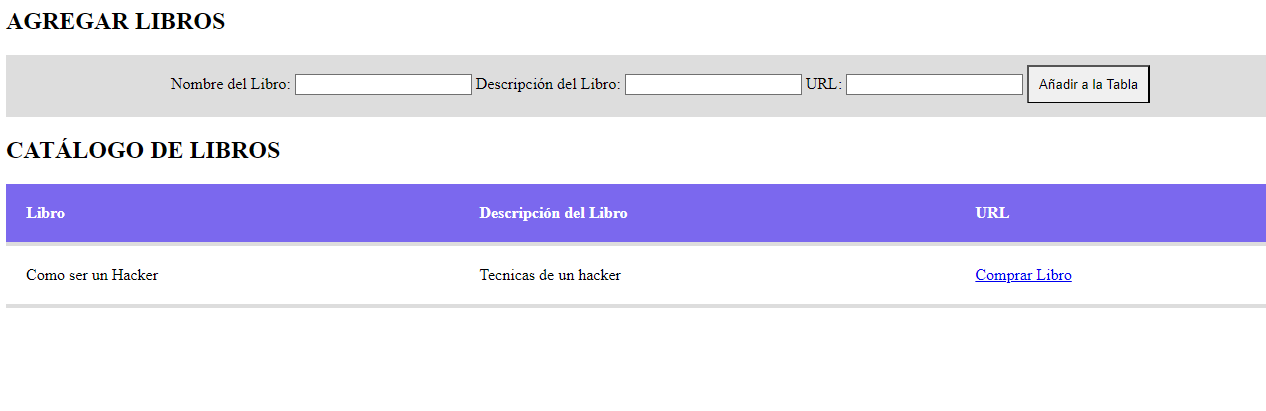 AGREGAR LIBROS
Nombre del Libro: Descripción del Libro: URL: Añadir a la Tabla
CATÁLOGO DE LIBROS
Libro Descripción del Libro URL
Como ser un Hacker Tecnicas de un hacker Comprar Libro